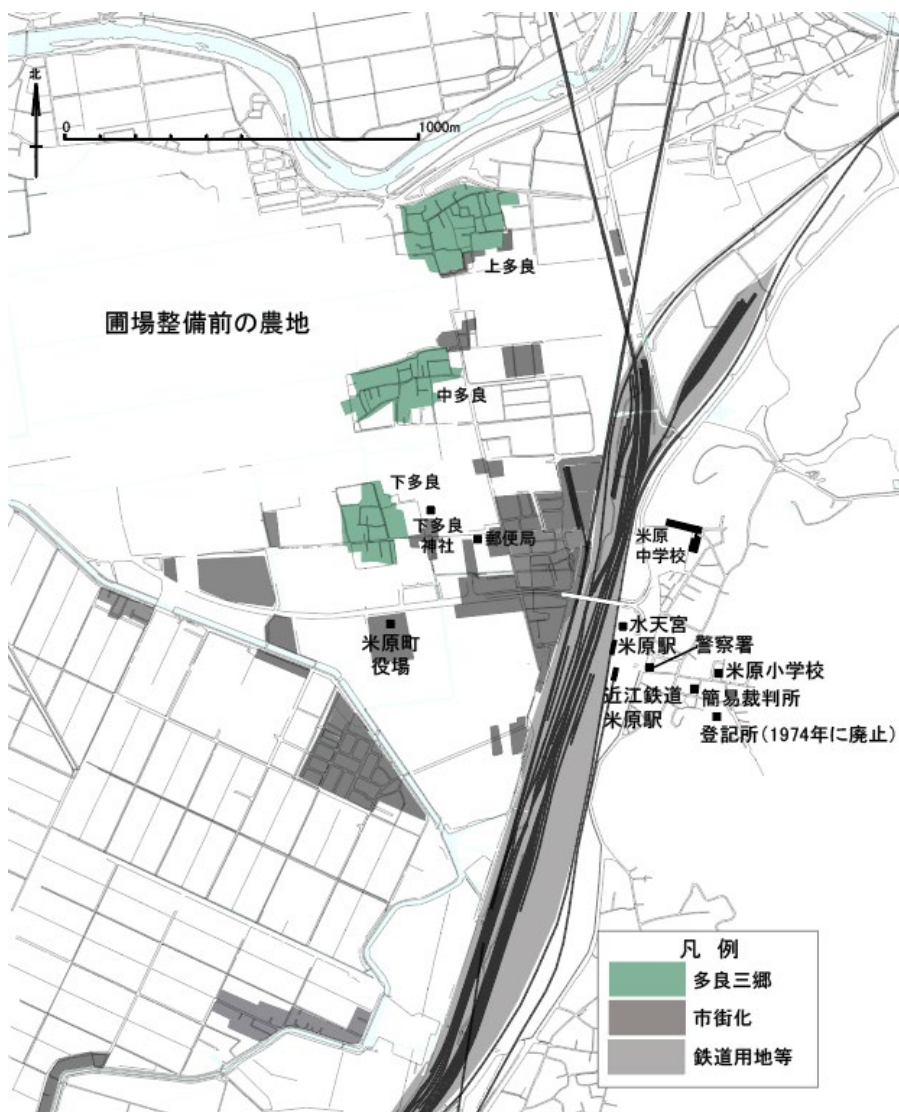 北
0
1000m
上多良
圃場整備前の農地
中多良
下多良
下多良
神社
郵便局
米原
中学校
米原町
役場
水天宮
米原駅
警察署
米原小学校
近江鉄道
米原駅
簡易裁判所
登記所（1974年に廃止）
凡 例
多良三郷
市街化
鉄道用地等